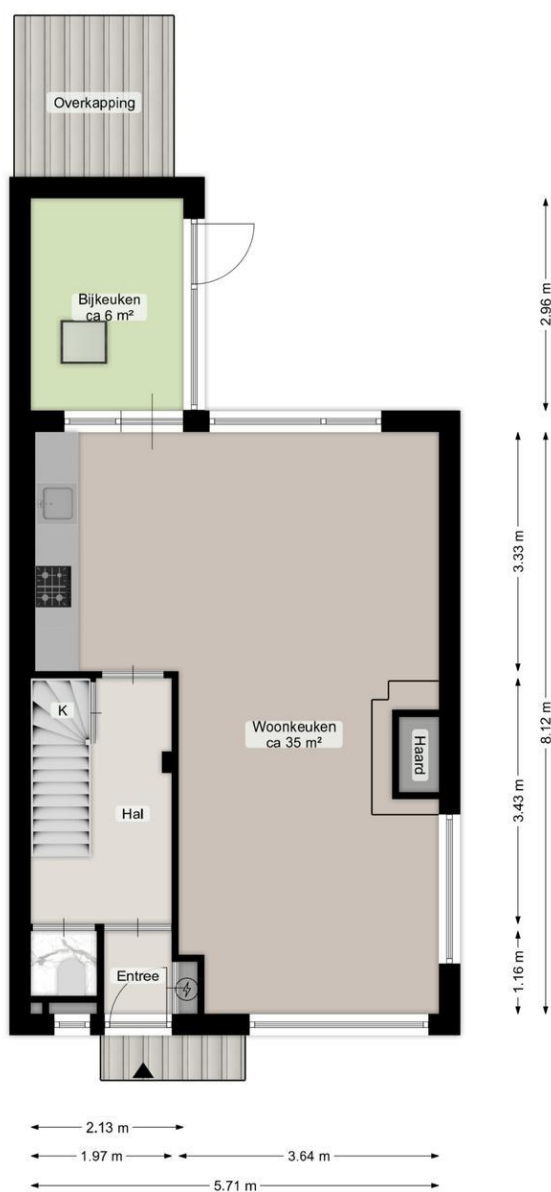 Overkapping
Bijkeuken
ca 6 m²
2.96 m
3.33 m
K
Woonkeuken
ca 35 m²
Haard
8.12 m
3.43 m
Hal
Entree
1.16 m
2.13 m
1.97 m
3.64 m
5.71 m